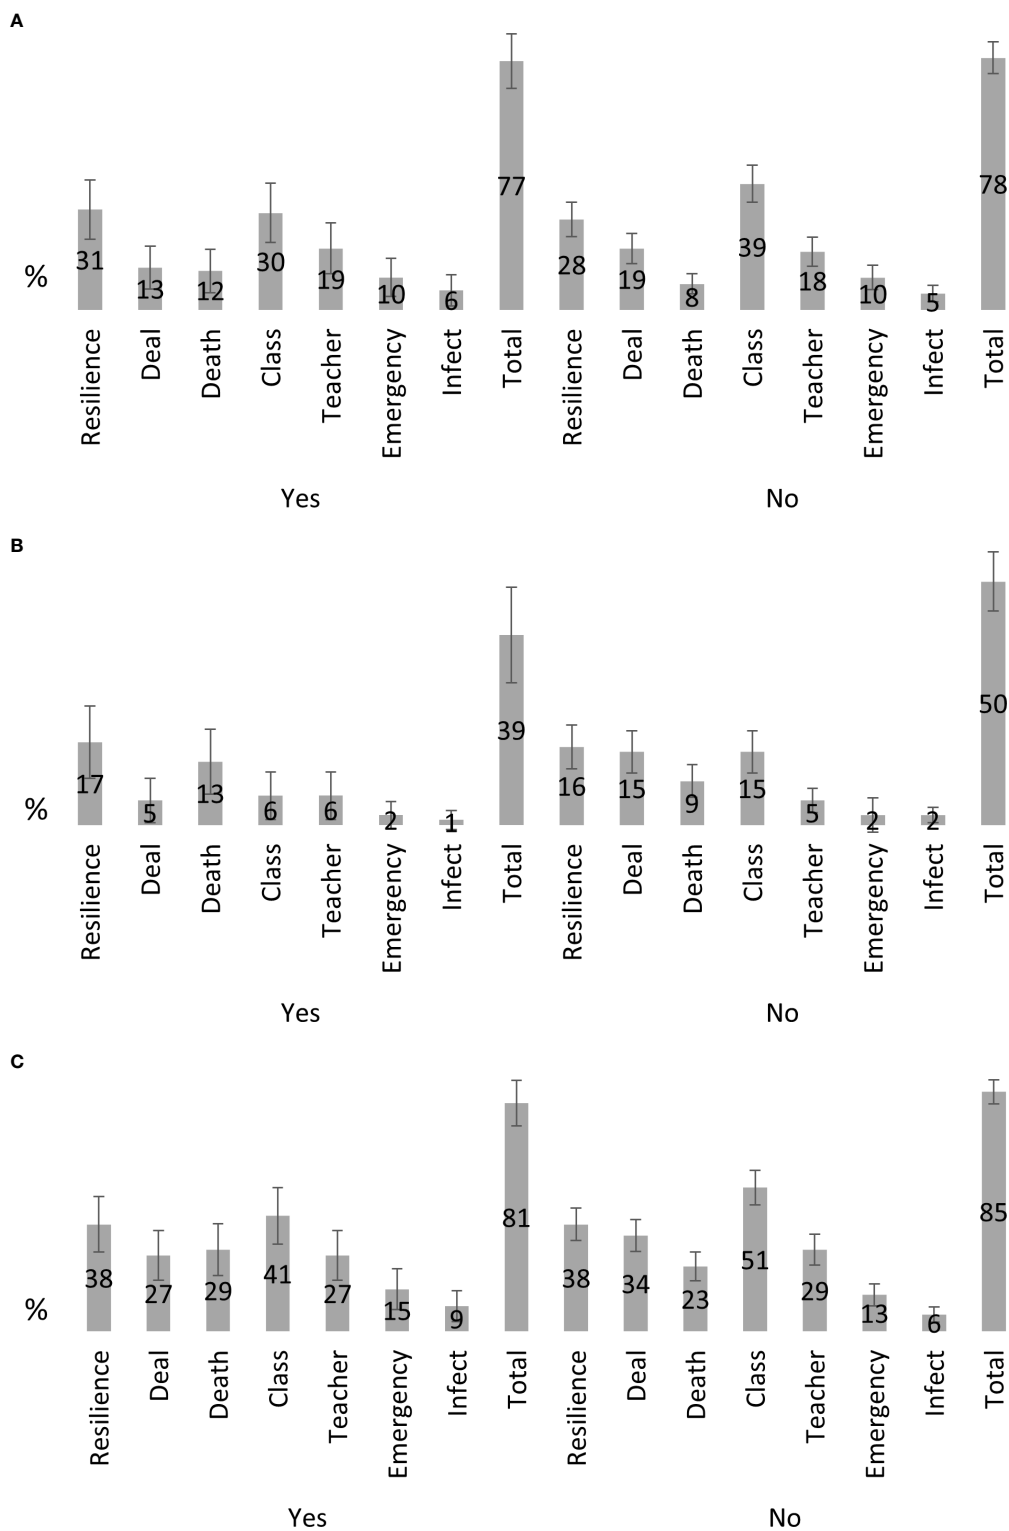 A
31 13 12 30 19 10 6 77 28 19 8 39 18 10 5 78
%
Resilience Deal Death Class Teacher Emergency Infect Total Resilience Deal Death Class Teacher Emergency Infect Total
Yes No
B
17 5 13 6 6 2 1 39 16 15 9 15 5 2 2 50
%
Resilience Deal Death Class Teacher Emergency Infect Total Resilience Deal Death Class Teacher Emergency Infect Total
Yes No
C
38 27 29 41 27 15 9 81 38 34 23 51 29 13 6 85
%
Resilience Deal Death Class Teacher Emergency Infect Total Resilience Deal Death Class Teacher Emergency Infect Total
Yes No